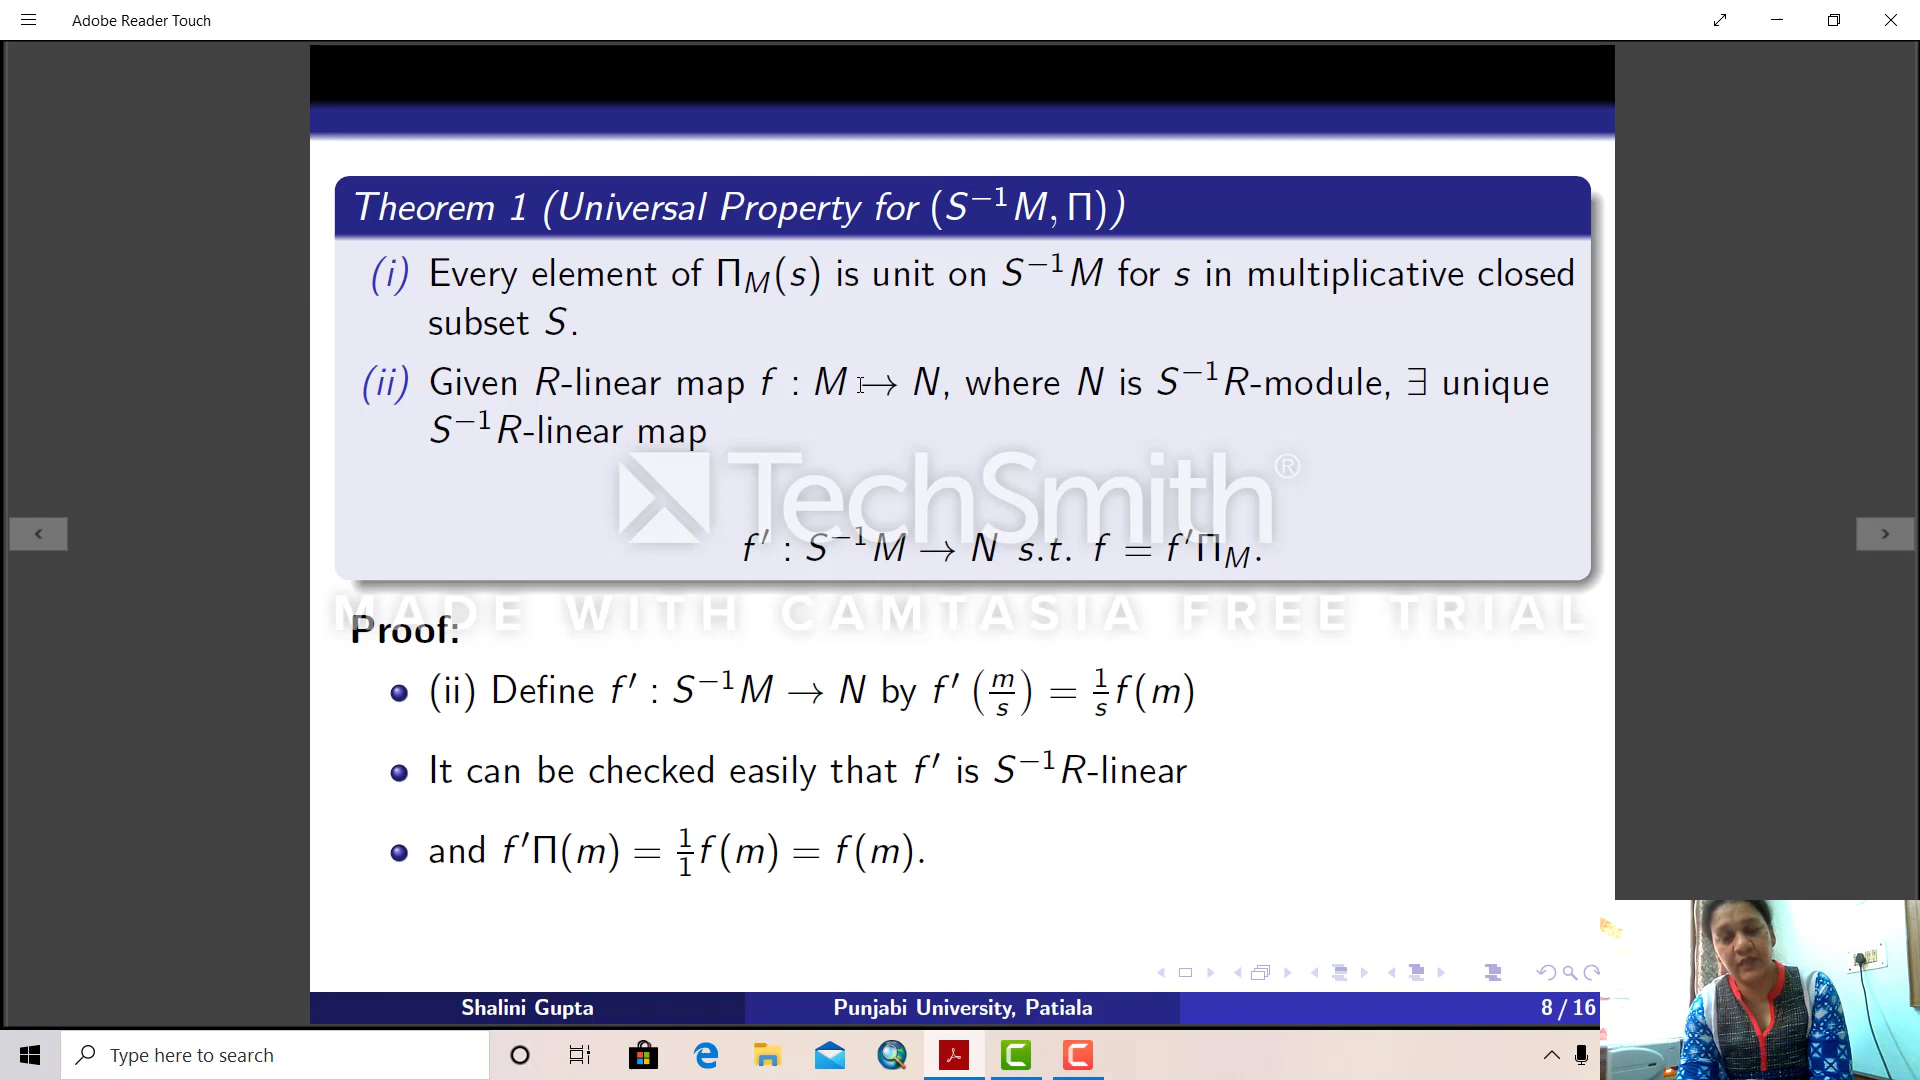 Adobe Reader Touch
Theorem 1 (Universal Property for (S⁻¹M, Π))
(i) Every element of Π_M(s) is unit on S⁻¹M for s in multiplicative closed
subset S.
(ii) Given R-linear map f : M → N, where N is S⁻¹R-module, ∃ unique
S⁻¹R-linear map
TechSmith®
f′ : S⁻¹M → N s.t. f = f′Π_M.
MADE WITH CAMTASIA FREE TRIAL
Proof:
(ii) Define f′ : S⁻¹M → N by f′(m/s) = 1/s f(m)
It can be checked easily that f′ is S⁻¹R-linear
and f′Π(m) = 1/1 f(m) = f(m).
Shalini Gupta Punjabi University, Patiala 8 / 16
Type here to search